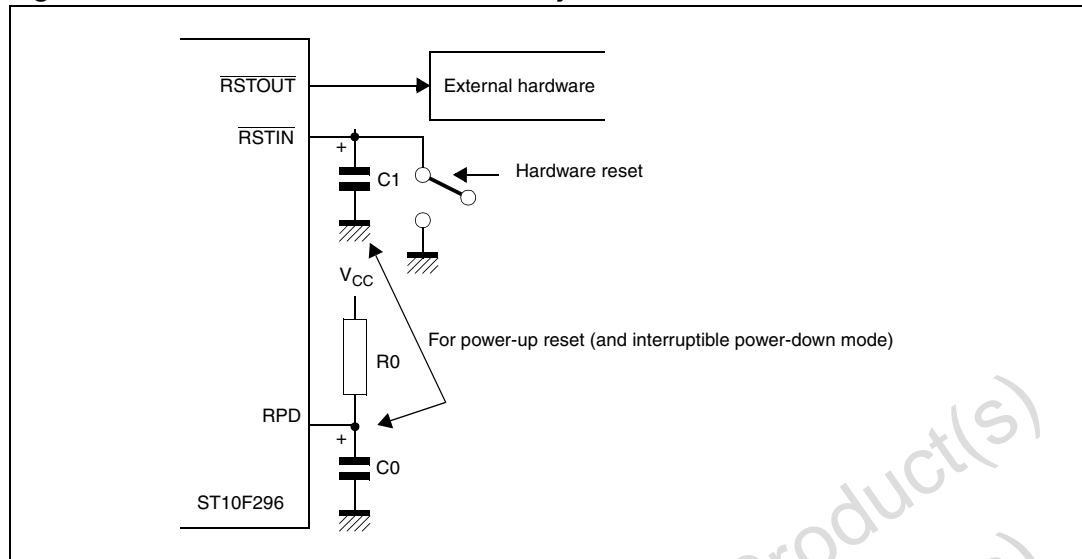 RSTOUT
External hardware
RSTIN
+
C1
Hardware reset
VCC
For power-up reset (and interruptible power-down mode)
R0
RPD
+
C0
ST10F296